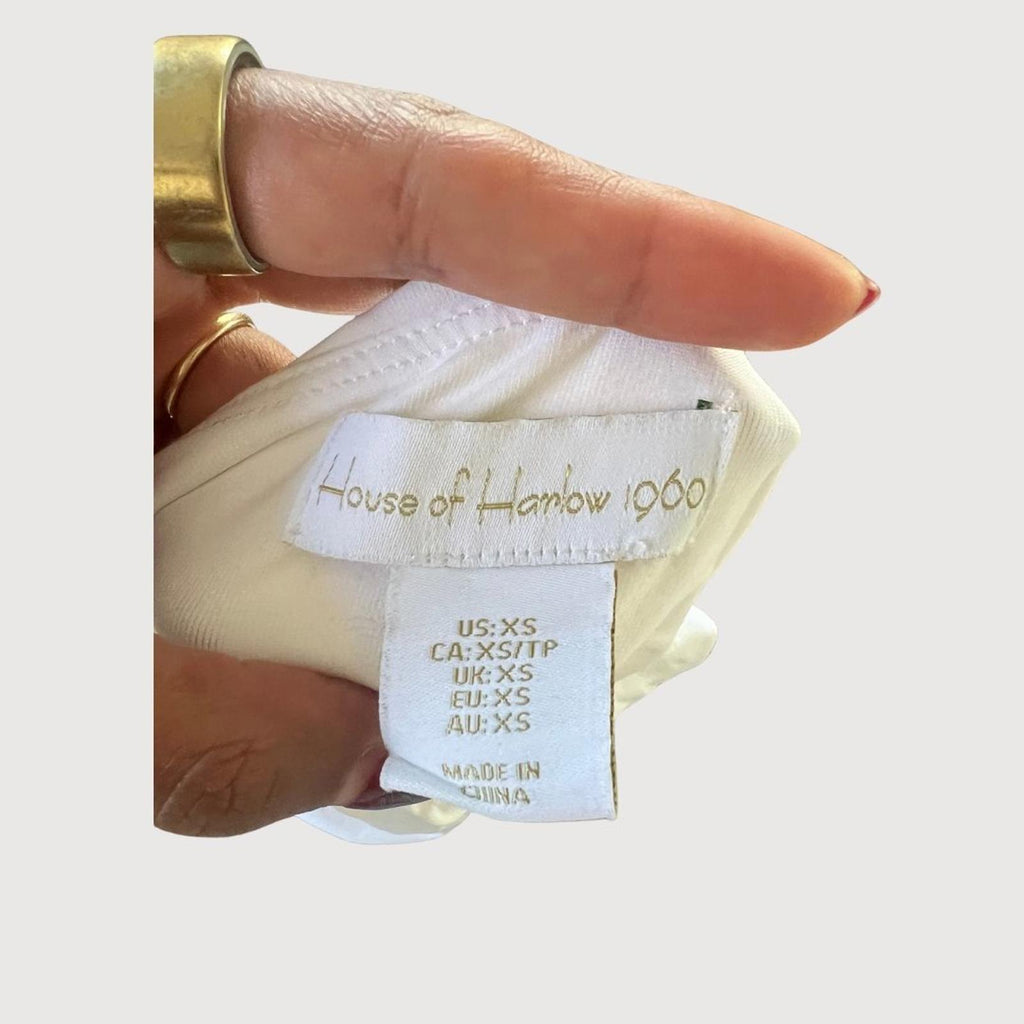 House of Harlow 1960
US: XS
CA: XS/TP
UK: XS
EU: XS
AU: XS
MADE IN
CHINA